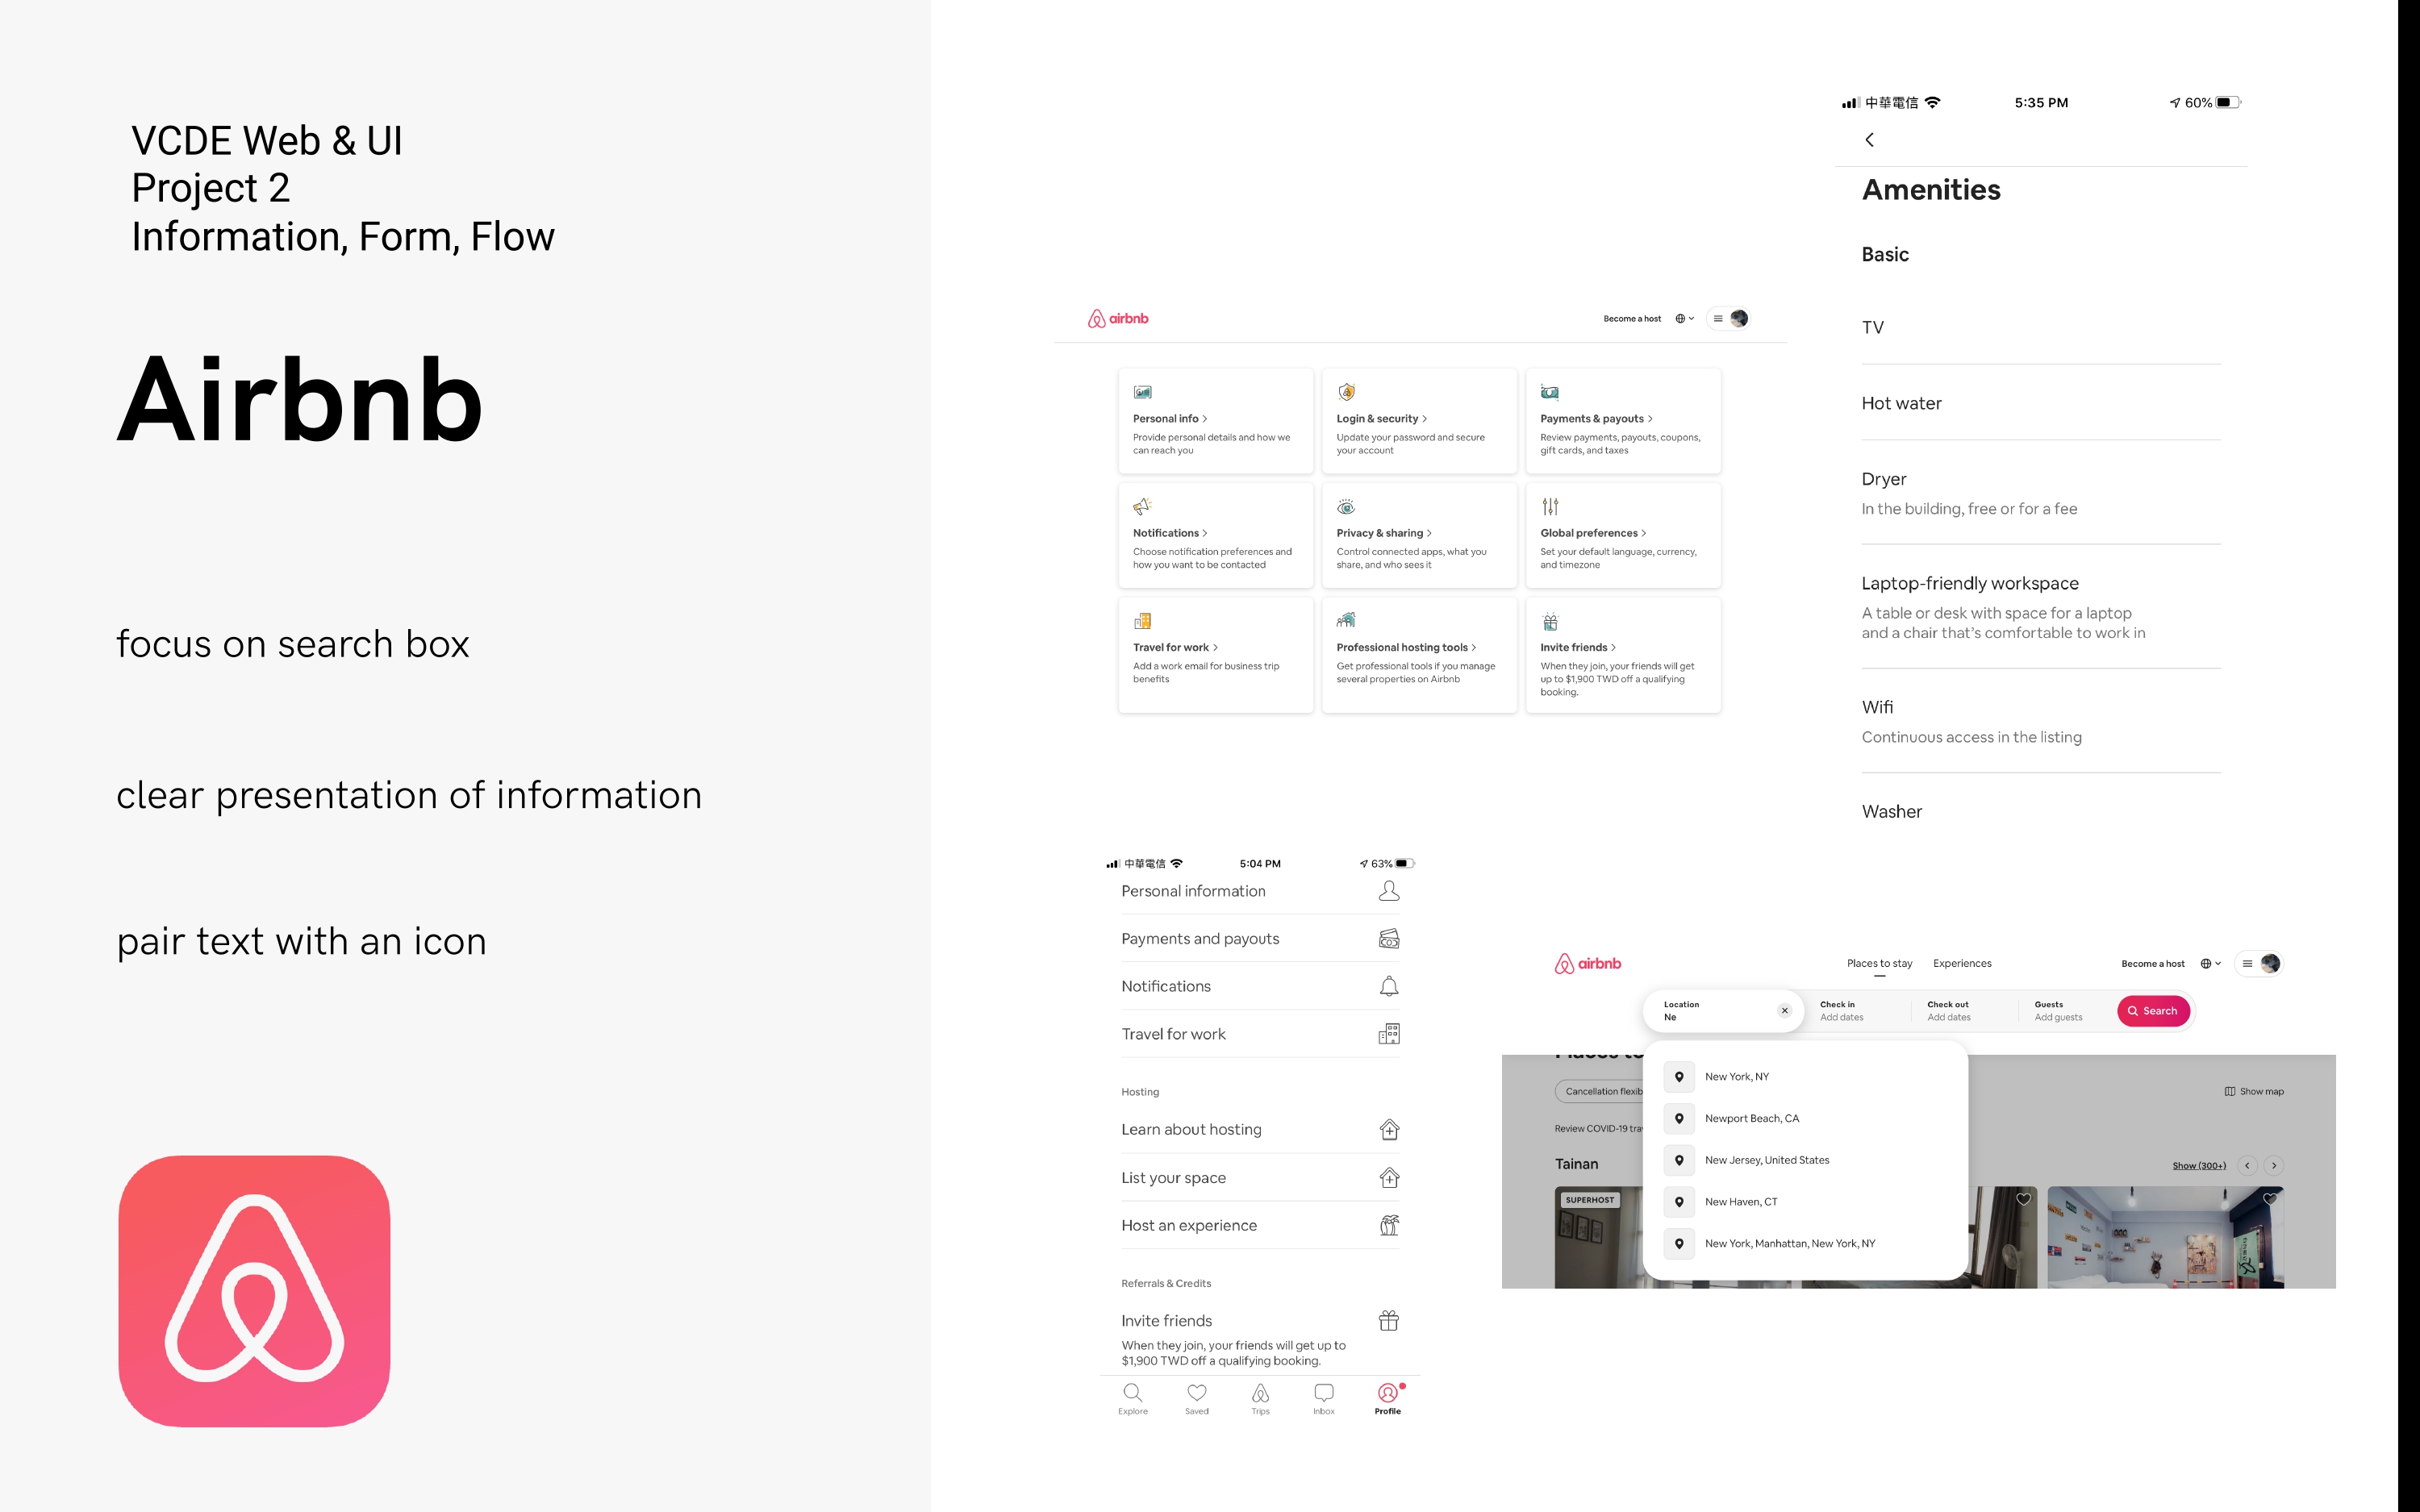 VCDE Web & UI
Project 2
Information, Form, Flow
Airbnb
focus on search box
clear presentation of information
pair text with an icon
airbnb
Become a host
Personal info >
Provide personal details and how we
can reach you
Login & security >
Update your password and secure
your account
Payments & payouts >
Review payments, payouts, coupons,
gift cards, and taxes
Notifications >
Choose notification preferences and
how you want to be contacted
Privacy & sharing >
Control connected apps, what you
share, and who sees it
Global preferences >
Set your default language, currency,
and timezone
Travel for work >
Add a work email for business trip
benefits
Professional hosting tools >
Get professional tools if you manage
several properties on Airbnb
Invite friends >
When they join, your friends will get
up to $1,900 TWD off a qualifying
booking.
中華電信 5:35 PM 60%
Amenities
Basic
TV
Hot water
Dryer
In the building, free or for a fee
Laptop-friendly workspace
A table or desk with space for a laptop
and a chair that's comfortable to work in
Wifi
Continuous access in the listing
Washer
中華電信 5:04 PM 63%
Personal information
Payments and payouts
Notifications
Travel for work
Hosting
Learn about hosting
List your space
Host an experience
Referrals & Credits
Invite friends
When they join, your friends will get up to
$1,900 TWD off a qualifying booking.
Explore Saved Trips Inbox Profile
airbnb
Places to stay Experiences
Become a host
Location
Ne
Check in
Add dates
Check out
Add dates
Guests
Add guests
Search
New York, NY
Newport Beach, CA
New Jersey, United States
New Haven, CT
New York, Manhattan, New York, NY
Cancellation flexib
Show map
Review COVID-19 tra
Tainan
Show (300+)
SUPERHOST